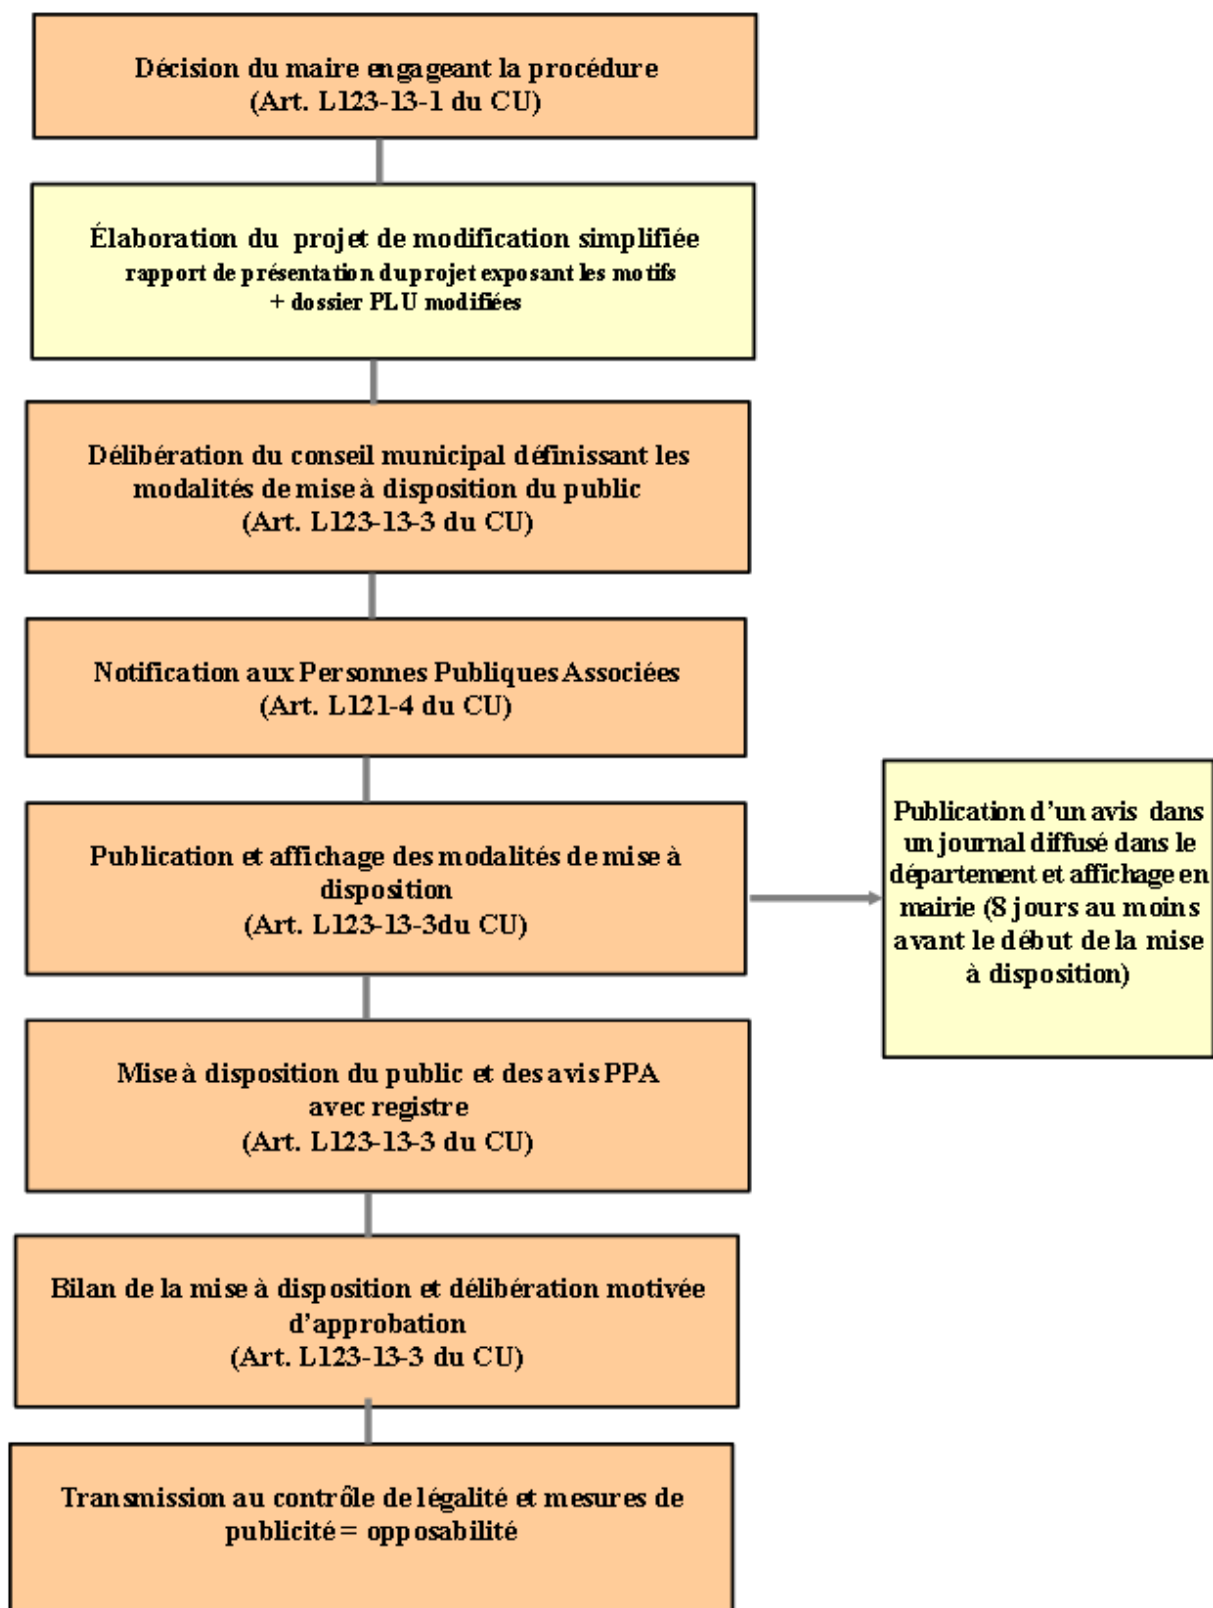 Décision du maire engageant la procédure
(Art. L123-13-1 du CU)
Élaboration du projet de modification simplifiée
rapport de présentation du projet exposant les motifs
+ dossier PLU modifiées
Délibération du conseil municipal définissant les
modalités de mise à disposition du public
(Art. L123-13-3 du CU)
Notification aux Personnes Publiques Associées
(Art. L121-4 du CU)
Publication et affichage des modalités de mise à
disposition
(Art. L123-13-3du CU)
Publication d'un avis dans
un journal diffusé dans le
département et affichage en
mairie (8 jours au moins
avant le début de la mise
à disposition)
Mise à disposition du public et des avis PPA
avec registre
(Art. L123-13-3 du CU)
Bilan de la mise à disposition et délibération motivée
d'approbation
(Art. L123-13-3 du CU)
Transmission au contrôle de légalité et mesures de
publicité = opposabilité